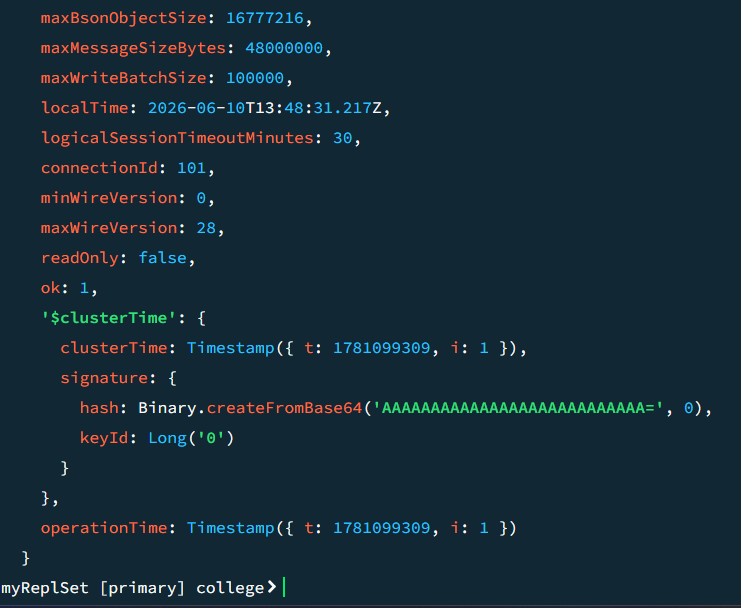 maxBsonObjectSize: 16777216,
maxMessageSizeBytes: 48000000,
maxWriteBatchSize: 100000,
localTime: 2026-06-10T13:48:31.217Z,
logicalSessionTimeoutMinutes: 30,
connectionId: 101,
minWireVersion: 0,
maxWireVersion: 28,
readOnly: false,
ok: 1,
'$clusterTime': {
clusterTime: Timestamp({ t: 1781099309, i: 1 }),
signature: {
hash: Binary.createFromBase64('AAAAAAAAAAAAAAAAAAAAAAAAAAA=', 0),
keyId: Long('0')
}
},
operationTime: Timestamp({ t: 1781099309, i: 1 })
}
myReplSet [primary] college>